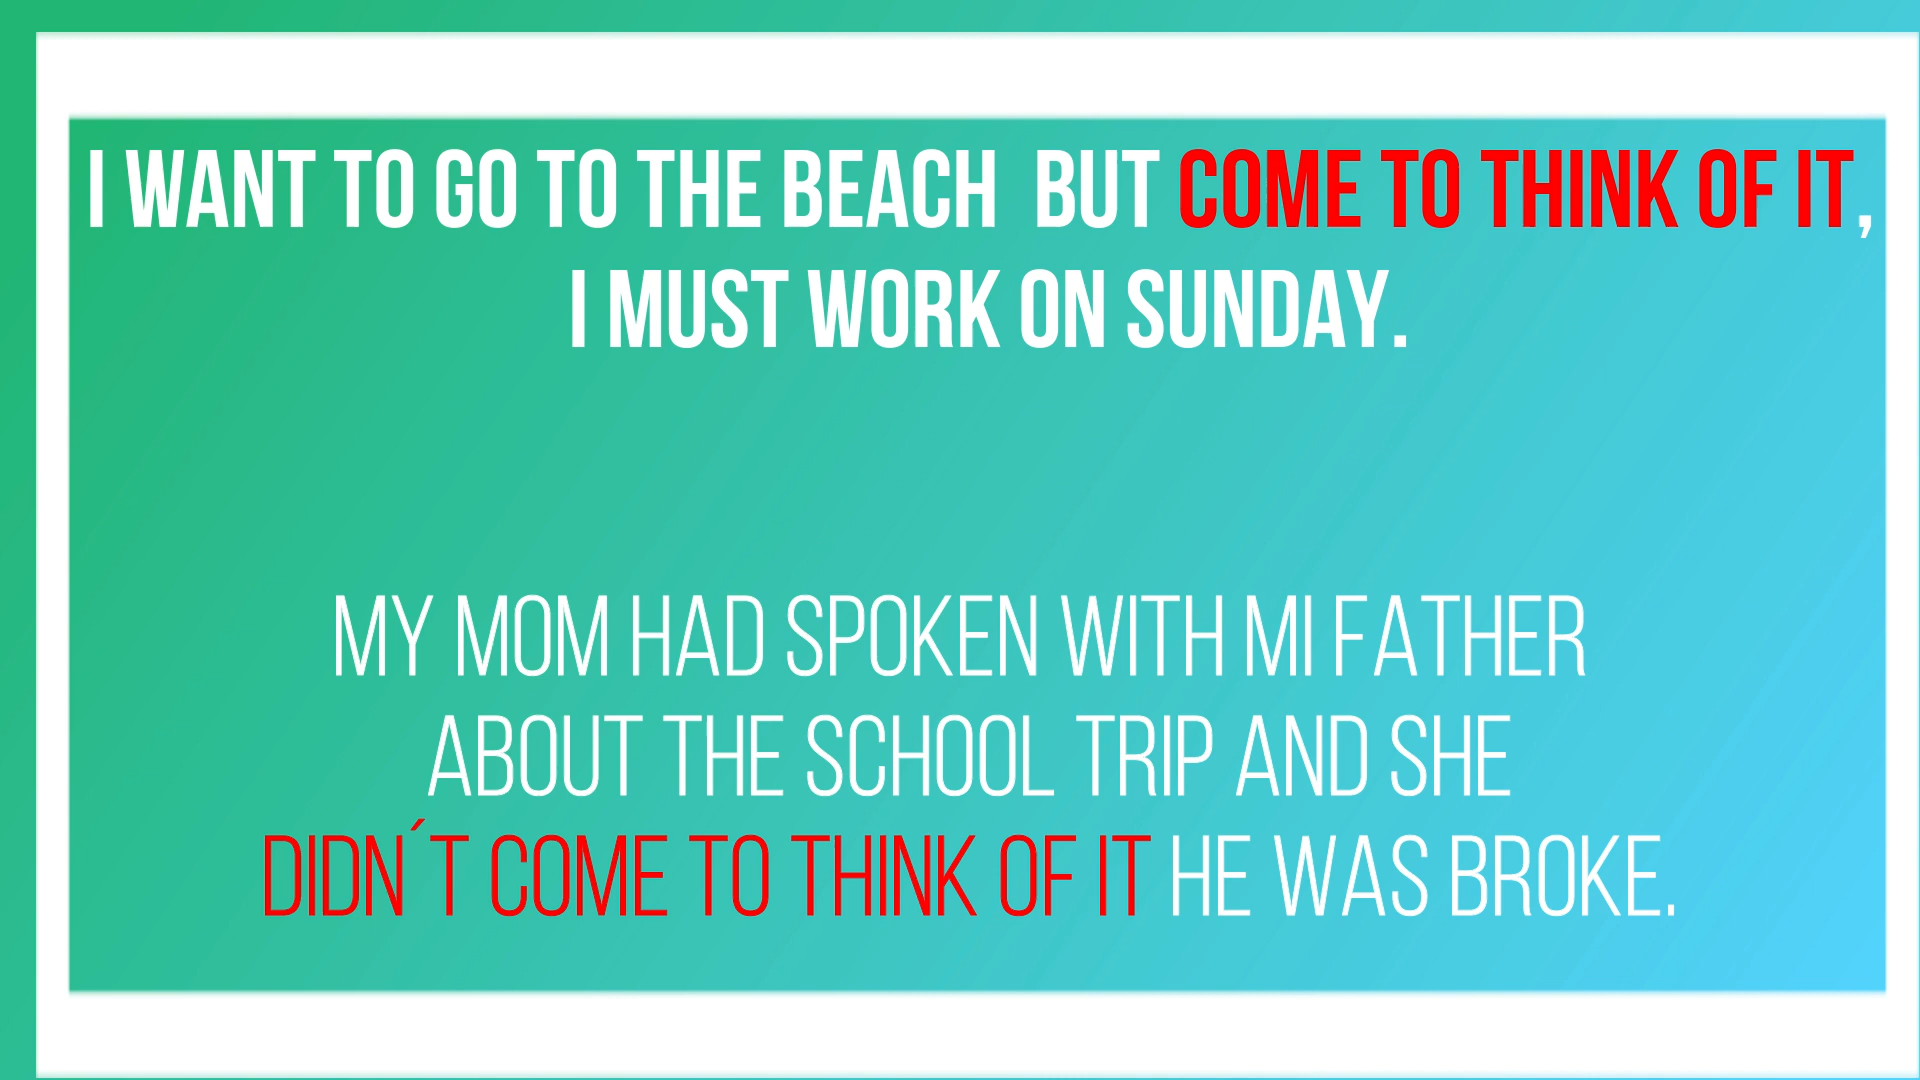 I WANT TO GO TO THE BEACH  BUT COME TO THINK OF IT,
I MUST WORK ON SUNDAY.
MY MOM HAD SPOKEN WITH MI FATHER
ABOUT THE SCHOOL TRIP AND SHE
DIDN´T COME TO THINK OF IT HE WAS BROKE.